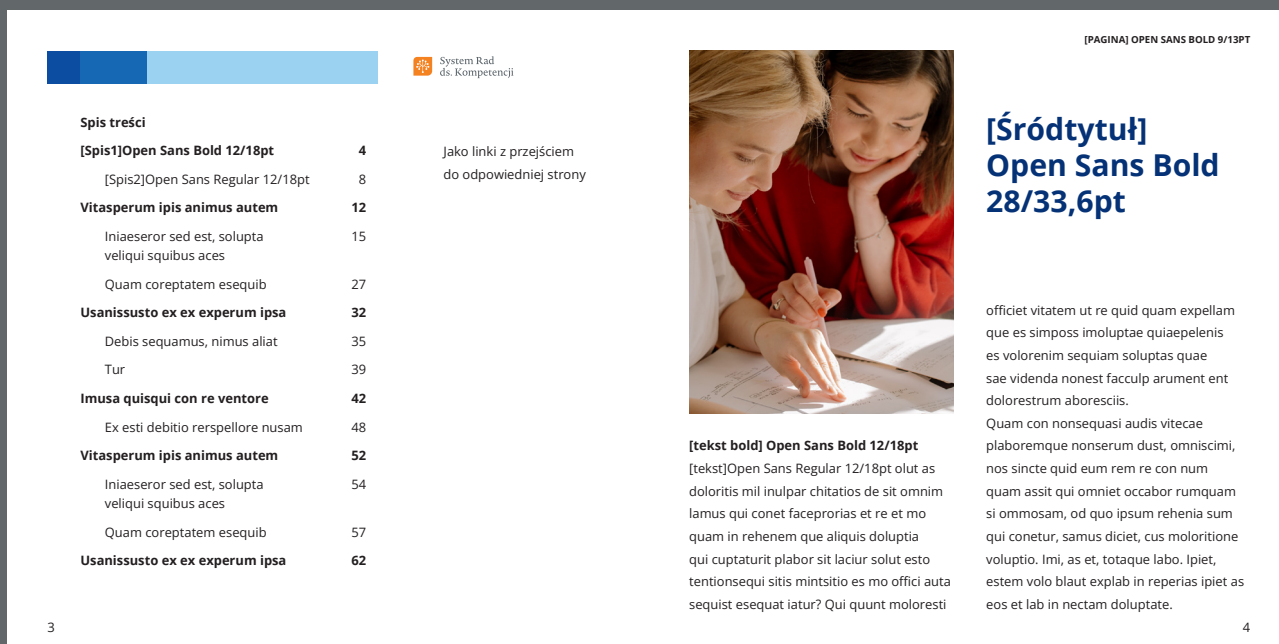 System Rad
ds. Kompetencji
Spis treści
[Spis1]Open Sans Bold 12/18pt 4
[Spis2]Open Sans Regular 12/18pt 8
Vitasperum ipis animus autem 12
Iniaeseror sed est, solupta 15
veliqui squibus aces
Quam coreptatem esequib 27
Usanissusto ex ex experum ipsa 32
Debis sequamus, nimus aliat 35
Tur 39
Imusa quisqui con re ventore 42
Ex esti debitio rerspellore nusam 48
Vitasperum ipis animus autem 52
Iniaeseror sed est, solupta 54
veliqui squibus aces
Quam coreptatem esequib 57
Usanissusto ex ex experum ipsa 62
Jako linki z przejściem
do odpowiedniej strony
3
[PAGINA] OPEN SANS BOLD 9/13PT
[tekst bold] Open Sans Bold 12/18pt
[tekst]Open Sans Regular 12/18pt olut as
doloritis mil inulpar chitatios de sit omnim
lamus qui conet faceprorias et re et mo
quam in rehenem que aliquis doluptia
qui cuptaturit plabor sit laciur solut esto
tentionsequi sitis mintsitio es mo offici auta
sequist esequat iatur? Qui quunt moloresti
[Śródtytuł]
Open Sans Bold
28/33,6pt
officiet vitatem ut re quid quam expellam
que es simposs imoluptae quiaepelenis
es volorenim sequiam soluptas quae
sae videnda nonest facculp arument ent
dolorestrum aboresciis.
Quam con nonsequasi audis vitecae
plaboremque nonserum dust, omniscimi,
nos sincte quid eum rem re con num
quam assit qui omniet occabor rumquam
si ommosam, od quo ipsum rehenia sum
qui conetur, samus diciet, cus moloritione
voluptio. Imi, as et, totaque labo. Ipiet,
estem volo blaut explab in reperias ipiet as
eos et lab in nectam doluptate.
4